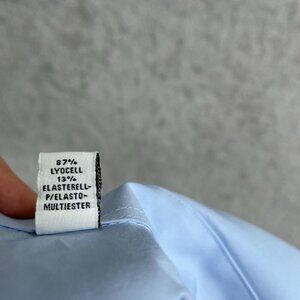 87%
LYOCELL
13%
ELASTERELL-
P/ELASTO-
MULTIESTER